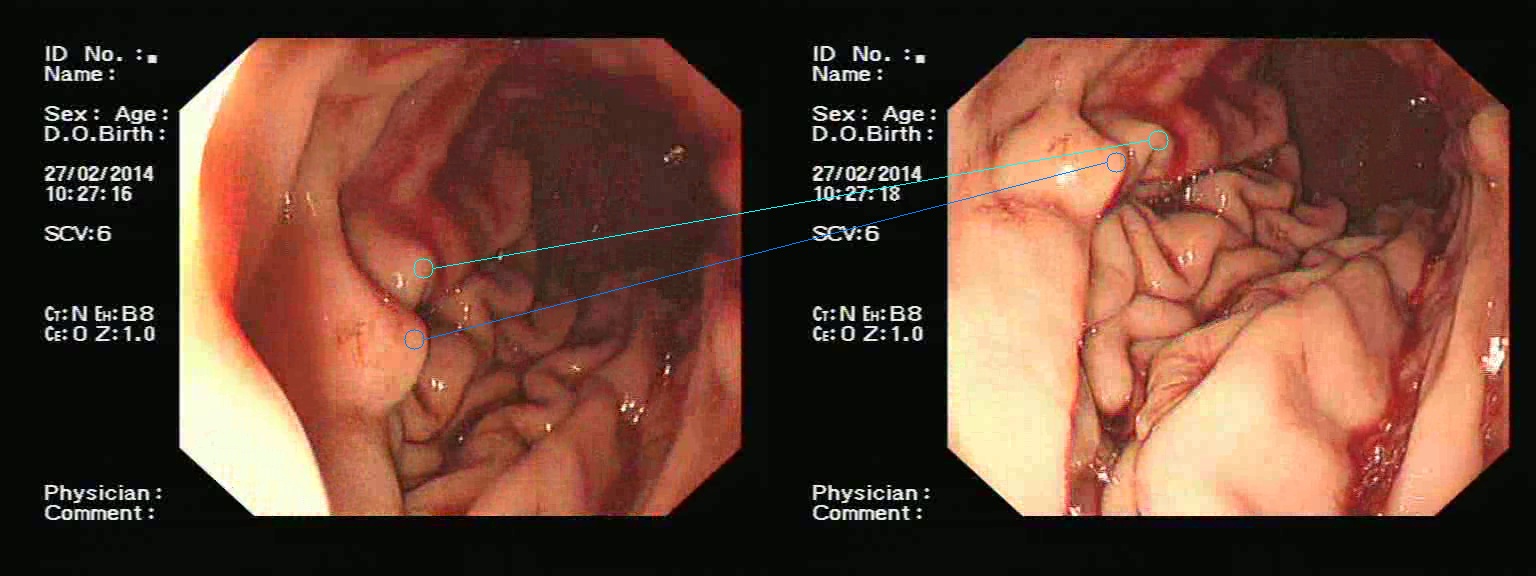 ID No. :
Name:
Sex: Age:
D.O.Birth:
27/02/2014
10:27:16
SCV:6
CT:N EH:B8
CE:0 Z:1.0
Physician:
Comment:
ID No. :
Name:
Sex: Age:
D.O.Birth:
27/02/2014
10:27:18
SCV:6
CT:N EH:B8
CE:0 Z:1.0
Physician:
Comment: